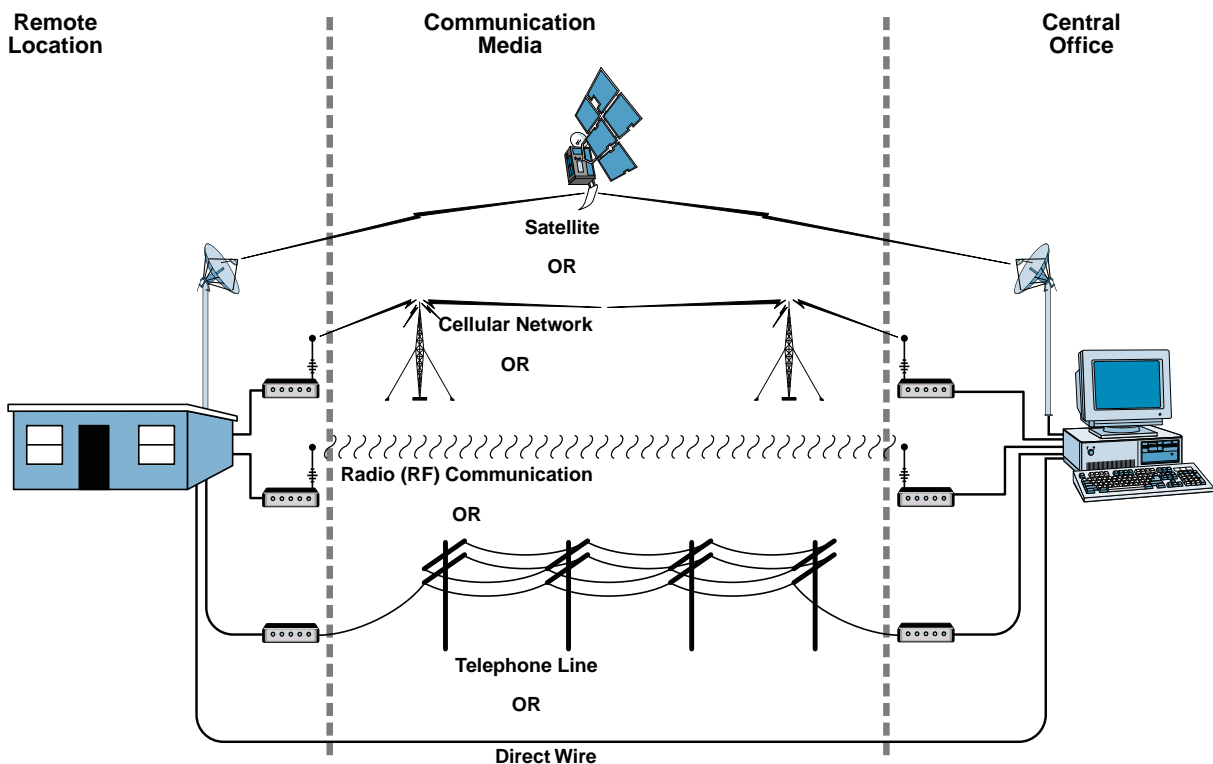 Remote
Location
Communication
Media
Central
Office
Satellite
OR
Cellular Network
OR
Radio (RF) Communication
OR
Telephone Line
OR
Direct Wire